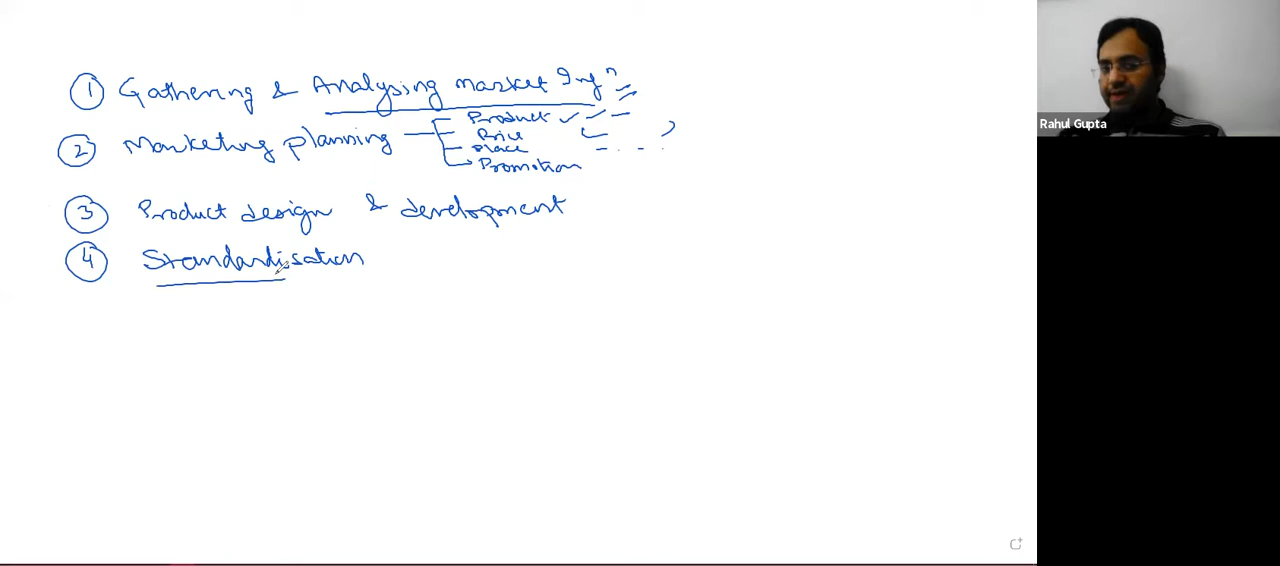 ① Gathering & Analysing market Infⁿ
② Marketing planning
Product ✓
Price
Place
Promotion
③ Product design & development
④ Standardisation
Rahul Gupta